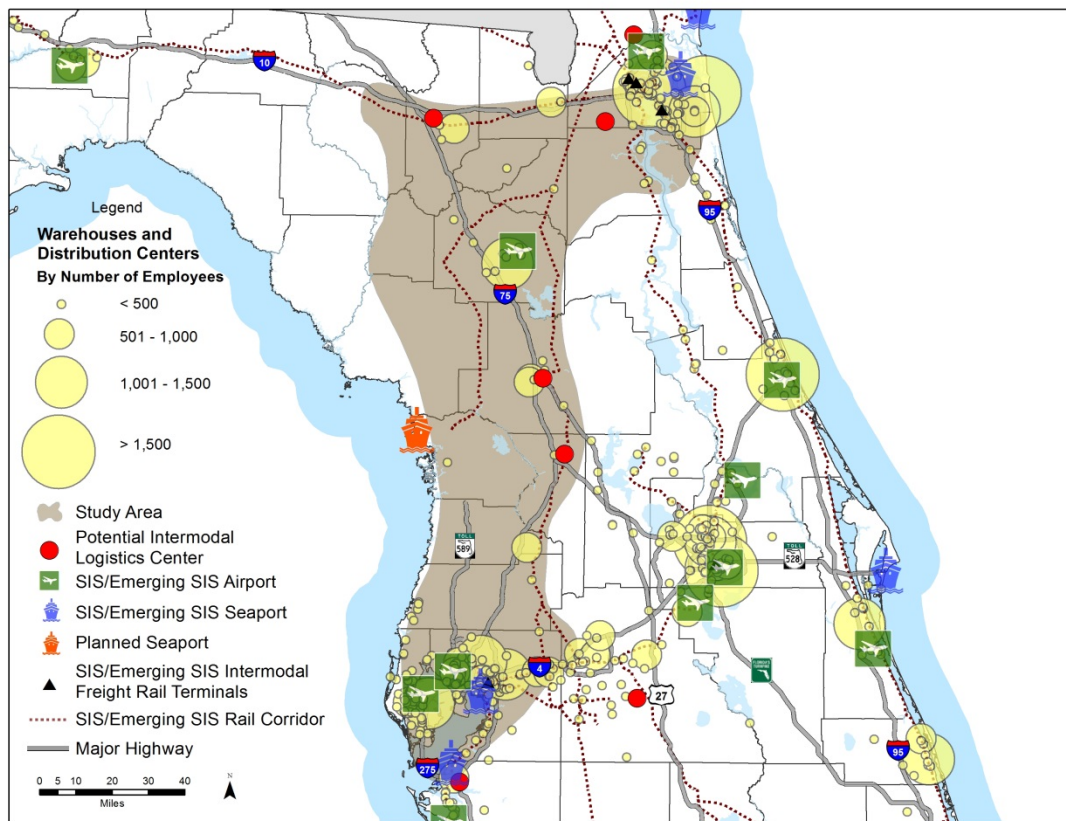 10
95
Legend
Warehouses and
Distribution Centers
By Number of Employees
< 500
501 - 1,000
1,001 - 1,500
> 1,500
75
Study Area
Potential Intermodal
Logistics Center
SIS/Emerging SIS Airport
SIS/Emerging SIS Seaport
Planned Seaport
SIS/Emerging SIS Intermodal
Freight Rail Terminals
SIS/Emerging SIS Rail Corridor
Major Highway
0 5 10 20 30 40
Miles
N
TOLL
589
TOLL
528
4
27
275
95